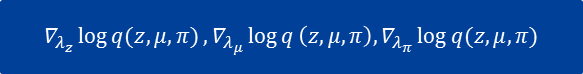 ∇_{λ_z} log q(z, μ, π) , ∇_{λ_μ} log q (z, μ, π), ∇_{λ_π} log q(z, μ, π)